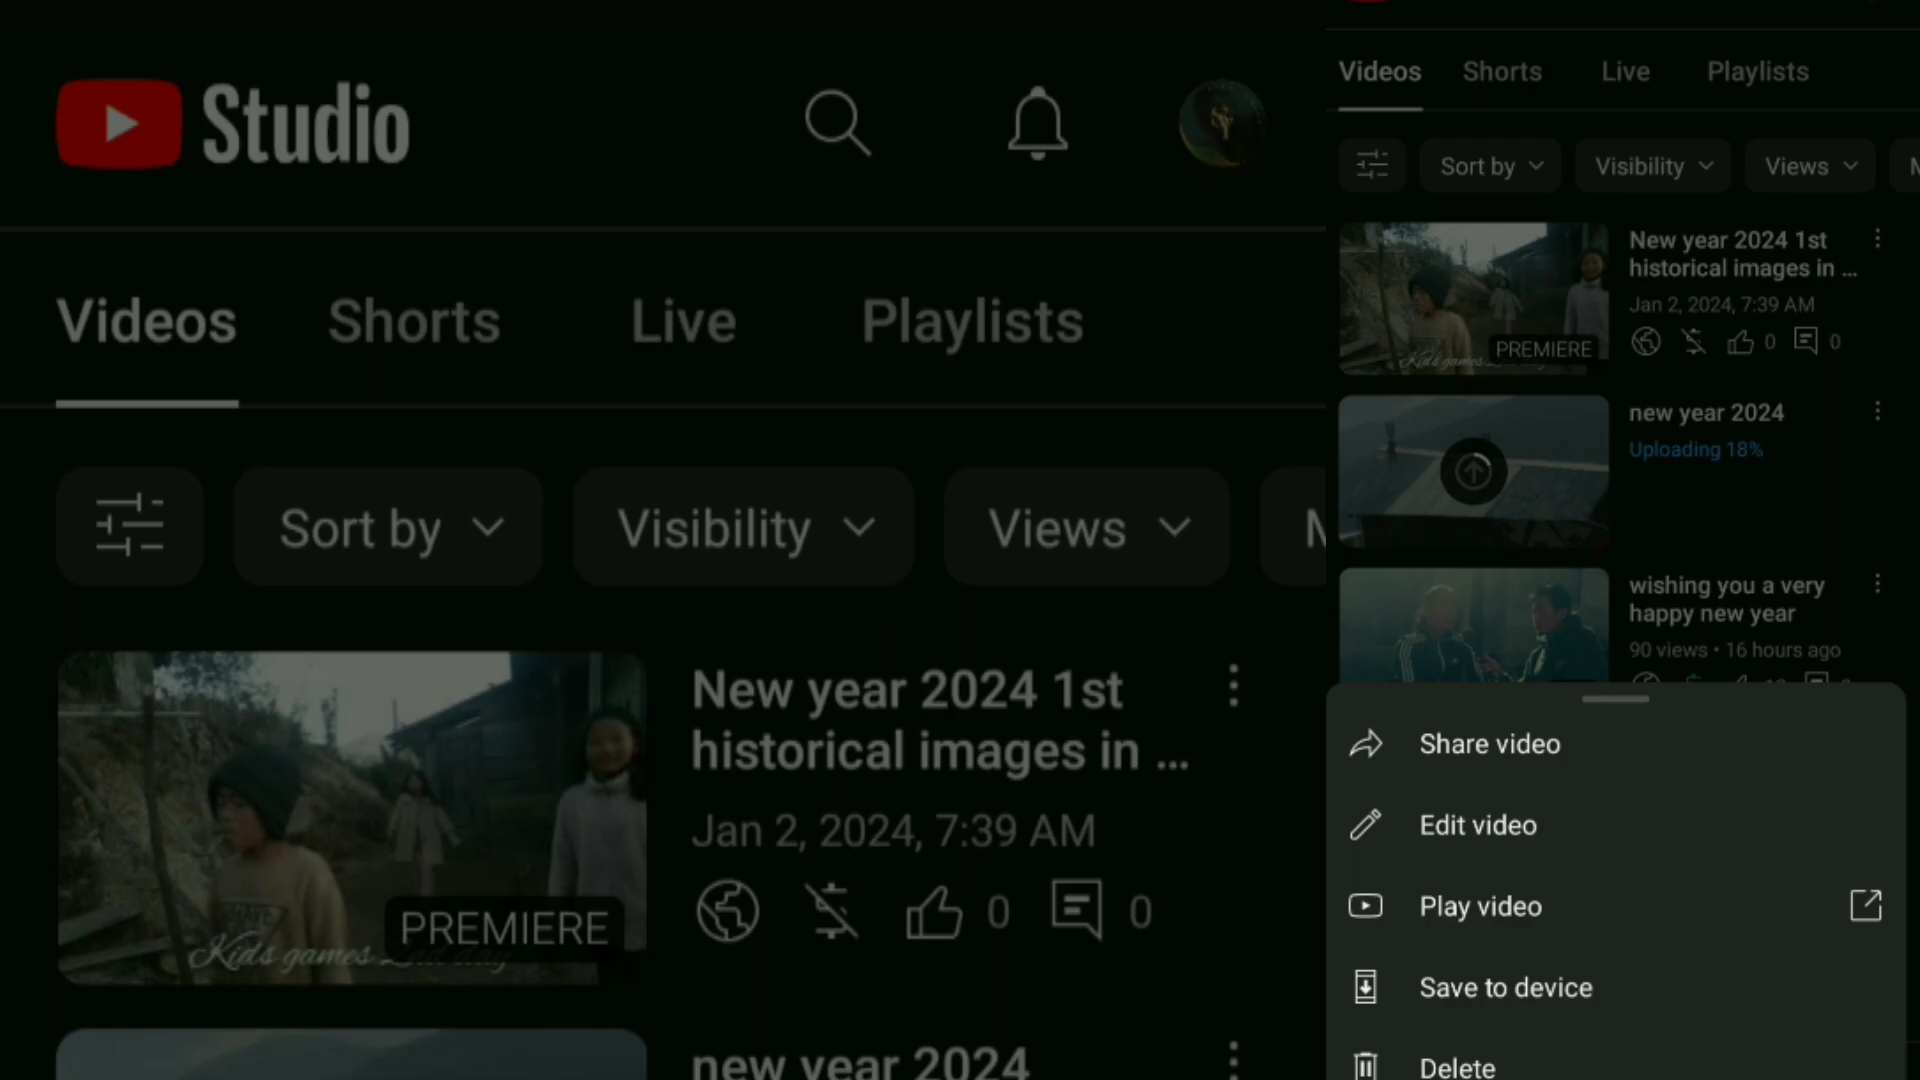 Studio
Videos Shorts Live Playlists
Sort by Visibility Views M
New year 2024 1st
historical images in ...
Jan 2, 2024, 7:39 AM
0 0
PREMIERE
Kids games
new year 2024
Videos Shorts Live Playlists
Sort by Visibility Views M
New year 2024 1st
historical images in ...
Jan 2, 2024, 7:39 AM
0 0
PREMIERE
Kids games
new year 2024
Uploading 18%
wishing you a very
happy new year
90 views • 16 hours ago
Share video
Edit video
Play video
Save to device
Delete